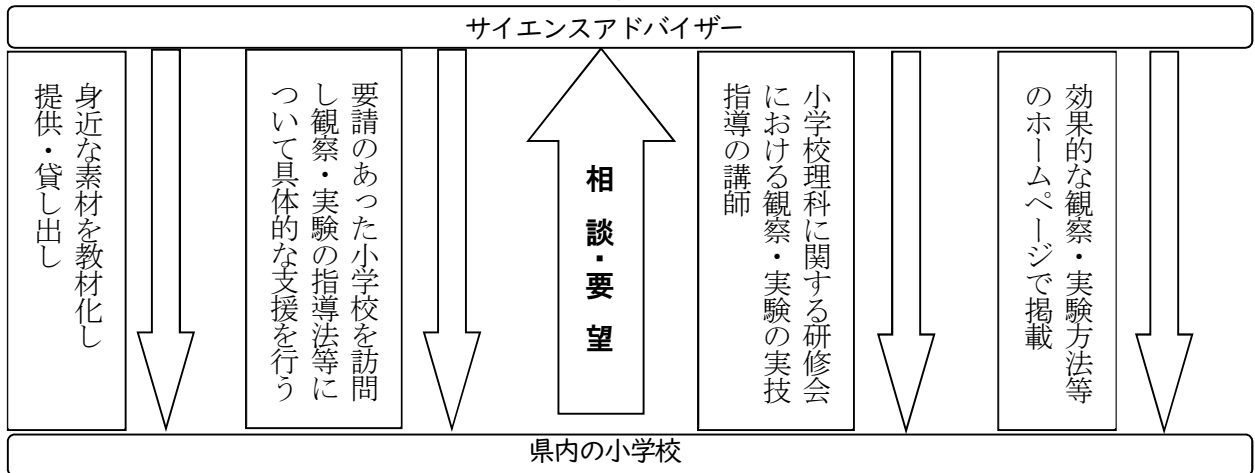 サイエンスアドバイザー
効果的な観察・実験方法等
のホームページで掲載
小学校理科に関する研修会
における観察・実験の実技
指導の講師
相談・要望
要請のあった小学校を訪問
し観察・実験の指導法等に
ついて具体的な支援を行う
身近な素材を教材化し
提供・貸し出し
県内の小学校